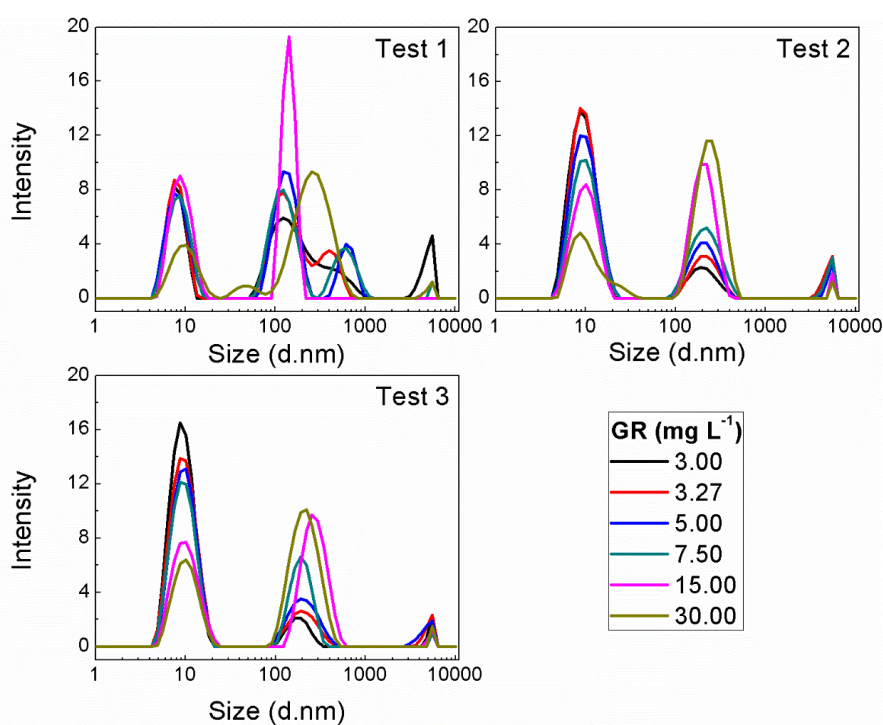 Test 1
Intensity
20
16
12
8
4
0
1 10 100 1000 10000
Size (d.nm)
Test 2
20
16
12
8
4
0
1 10 100 1000 10000
Size (d.nm)
Test 3
Intensity
20
16
12
8
4
0
1 10 100 1000 10000
Size (d.nm)
GR (mg L⁻¹)
3.00
3.27
5.00
7.50
15.00
30.00